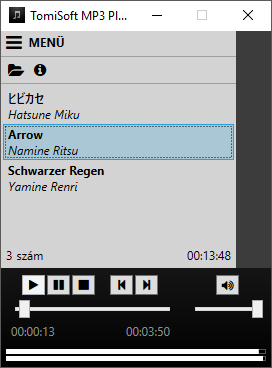 TomiSoft MP3 Pl...
MENÜ
ヒビカセ
Hatsune Miku
Arrow
Namine Ritsu
Schwarzer Regen
Yamine Renri
3 szám 00:13:48
00:00:13 00:03:50